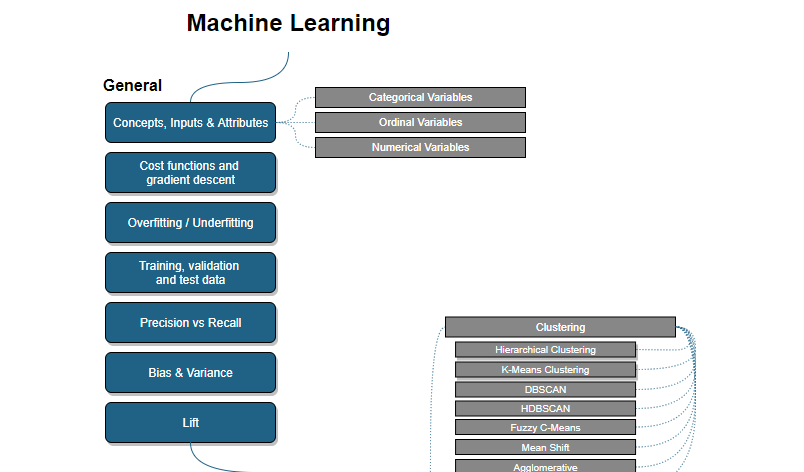 Machine Learning
General
Concepts, Inputs & Attributes
Categorical Variables
Ordinal Variables
Numerical Variables
Cost functions and
gradient descent
Overfitting / Underfitting
Training, validation
and test data
Precision vs Recall
Bias & Variance
Lift
Clustering
Hierarchical Clustering
K-Means Clustering
DBSCAN
HDBSCAN
Fuzzy C-Means
Mean Shift
Agglomerative